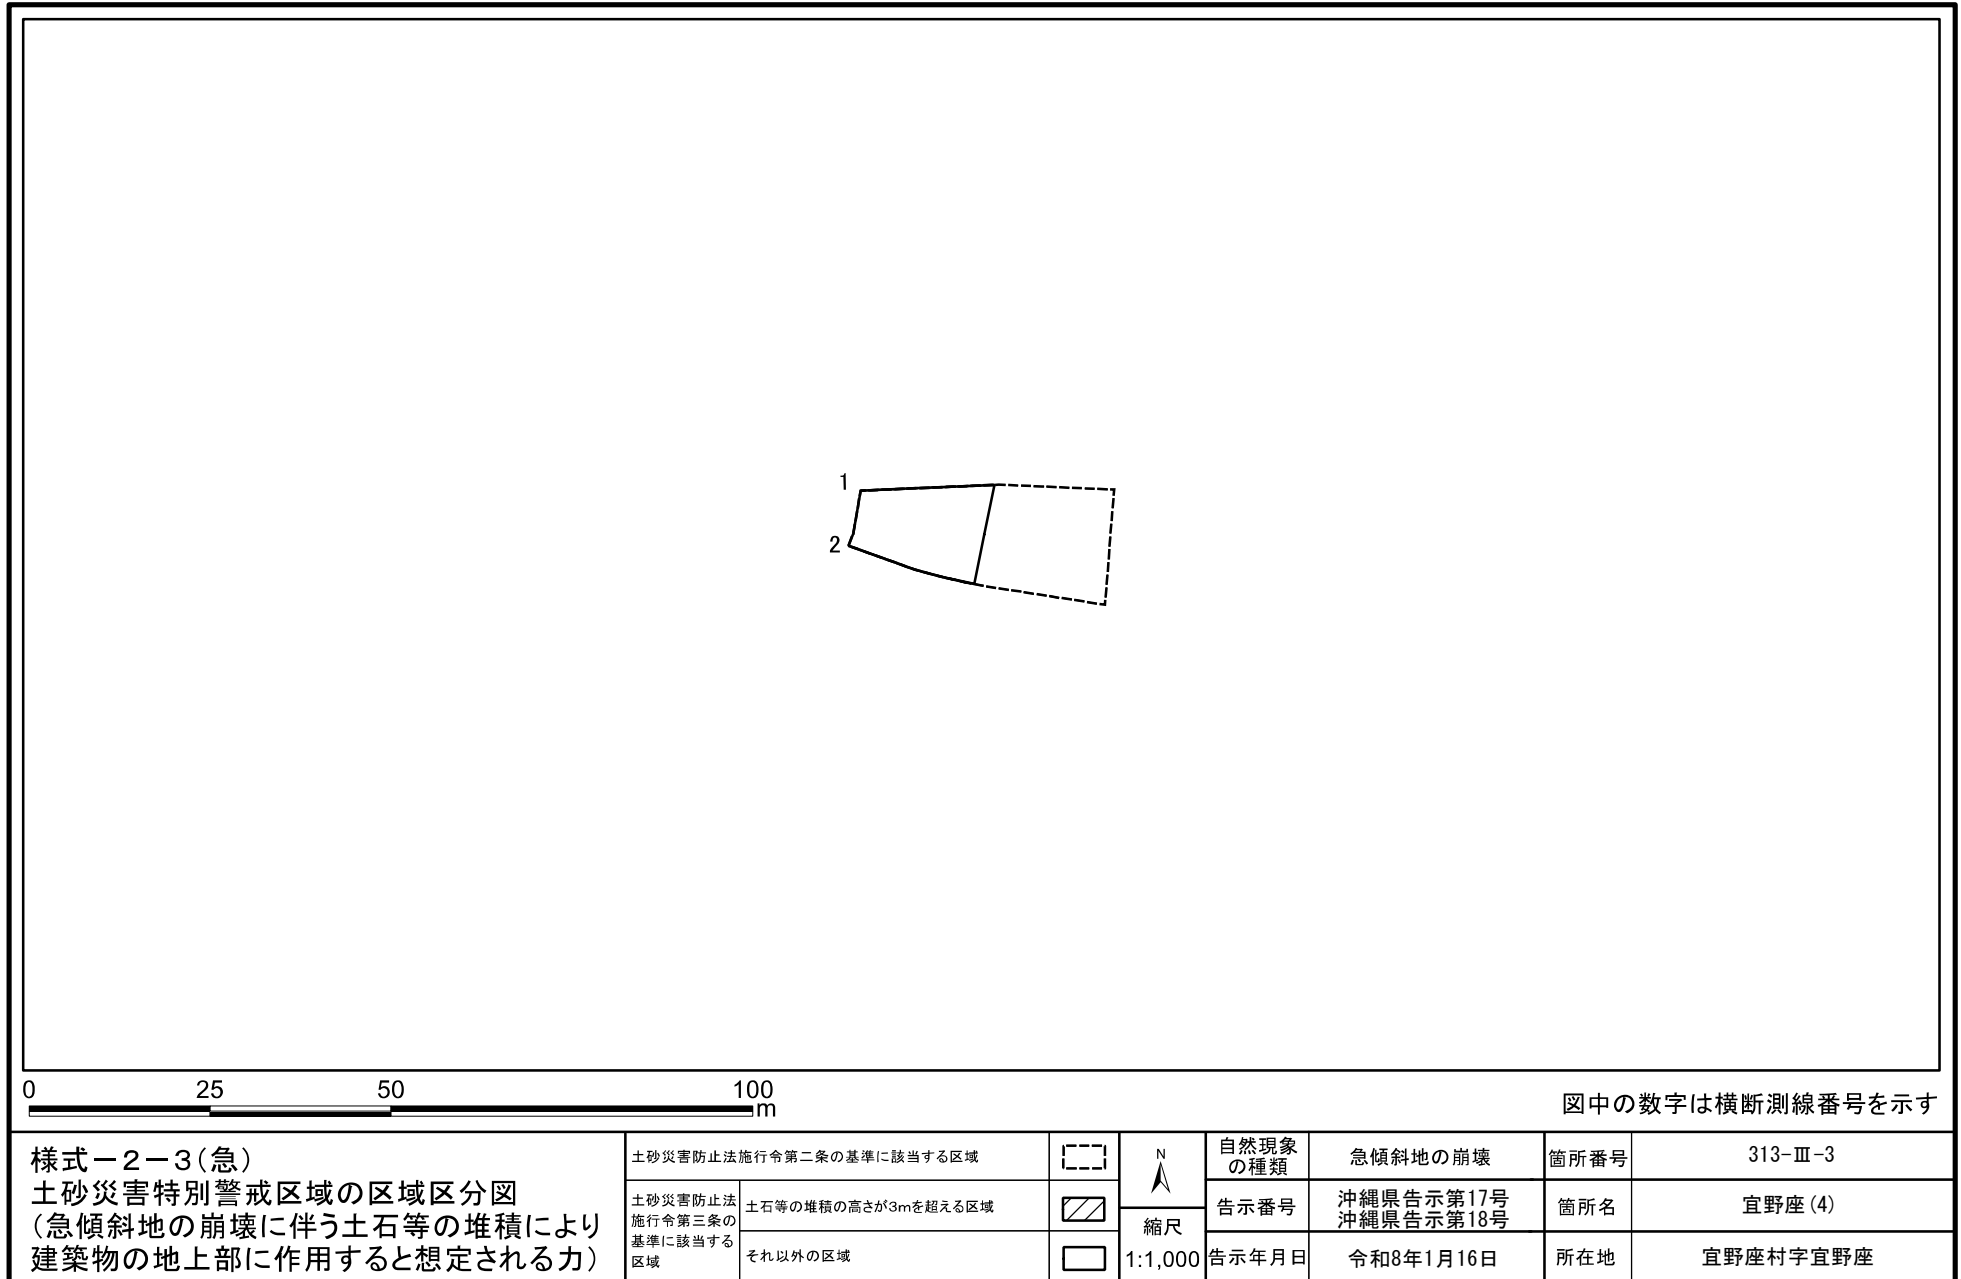 1
2
0 25 50 100
m
図中の数字は横断測線番号を示す
様式－２－３(急)
土砂災害特別警戒区域の区域区分図
(急傾斜地の崩壊に伴う土石等の堆積により
建築物の地上部に作用すると想定される力)
土砂災害防止法施行令第二条の基準に該当する区域
土砂災害防止法
施行令第三条の
基準に該当する
区域
土石等の堆積の高さが3mを超える区域
それ以外の区域
N
縮尺
1:1,000
自然現象
の種類
急傾斜地の崩壊
箇所番号
313-Ⅲ-3
告示番号
沖縄県告示第17号
沖縄県告示第18号
箇所名
宜野座(4)
告示年月日
令和8年1月16日
所在地
宜野座村字宜野座